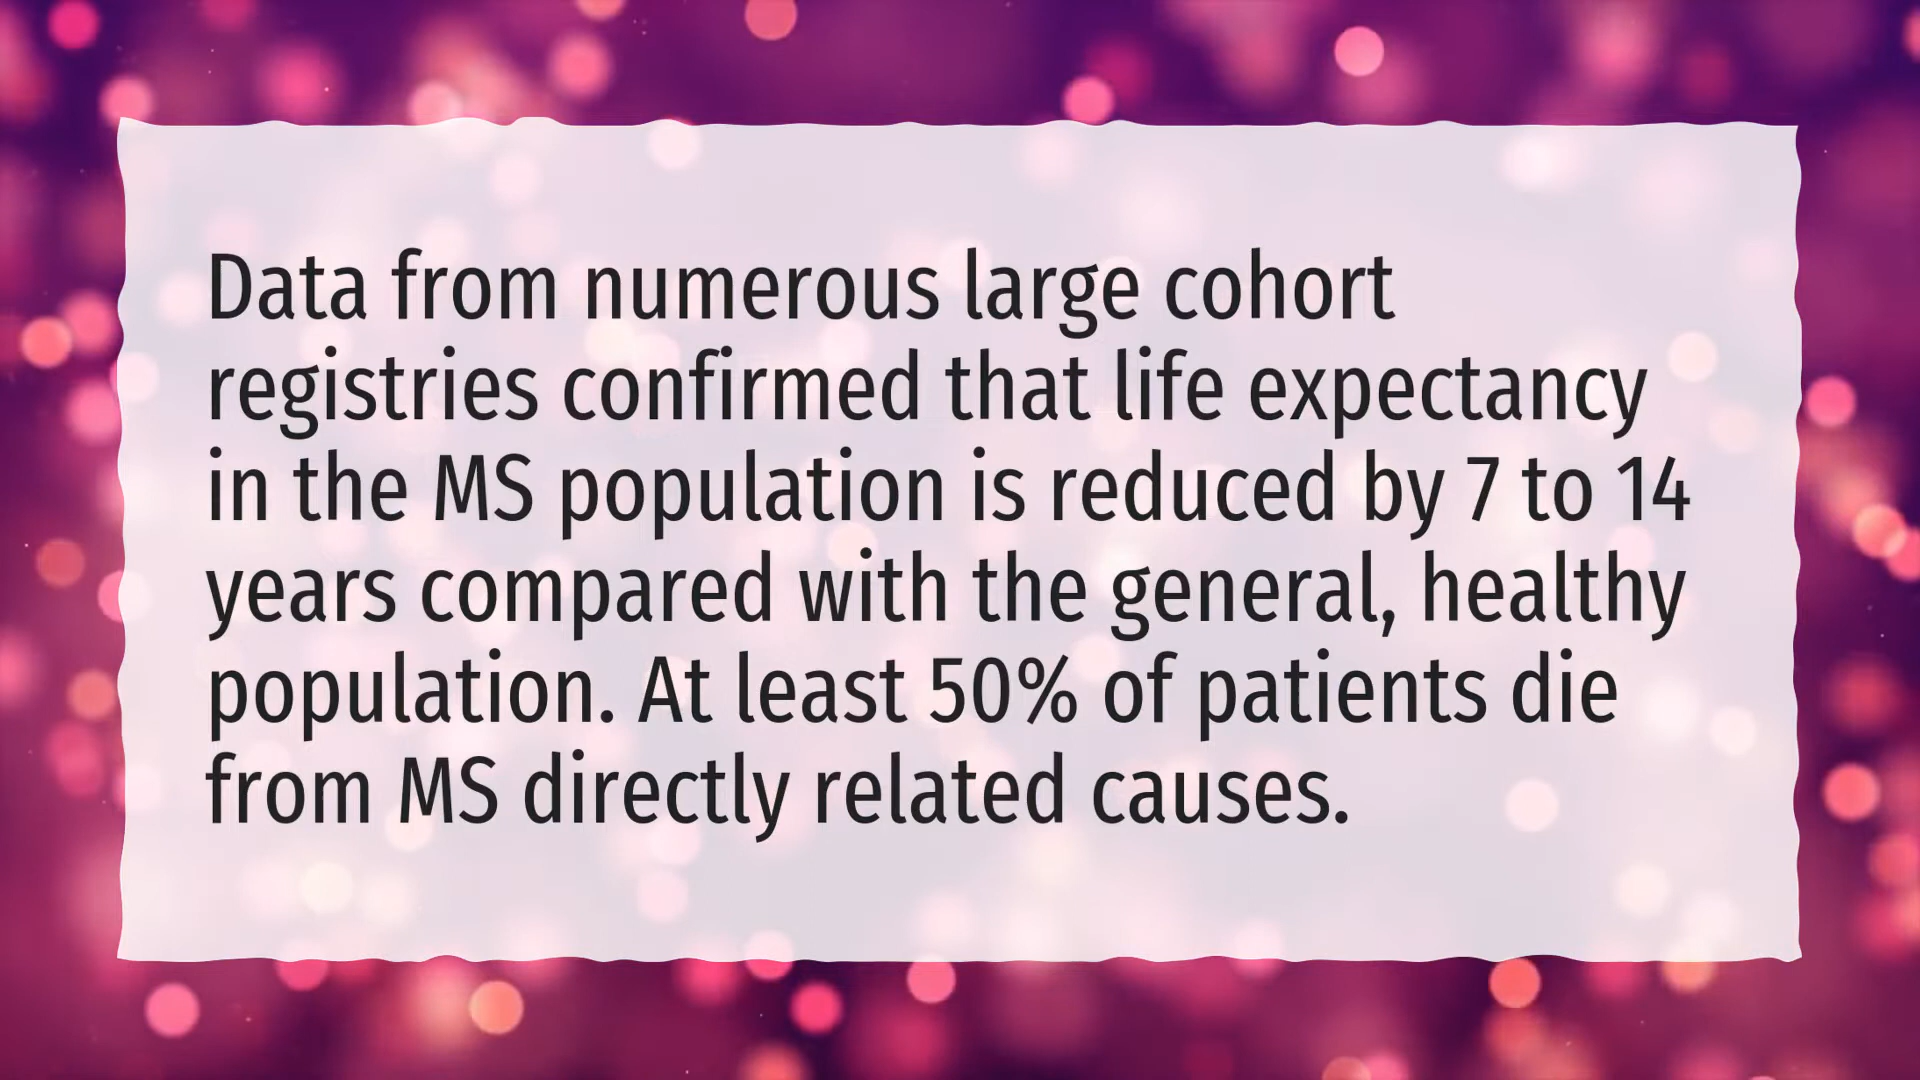 Data from numerous large cohort
registries confirmed that life expectancy
in the MS population is reduced by 7 to 14
years compared with the general, healthy
population. At least 50% of patients die
from MS directly related causes.